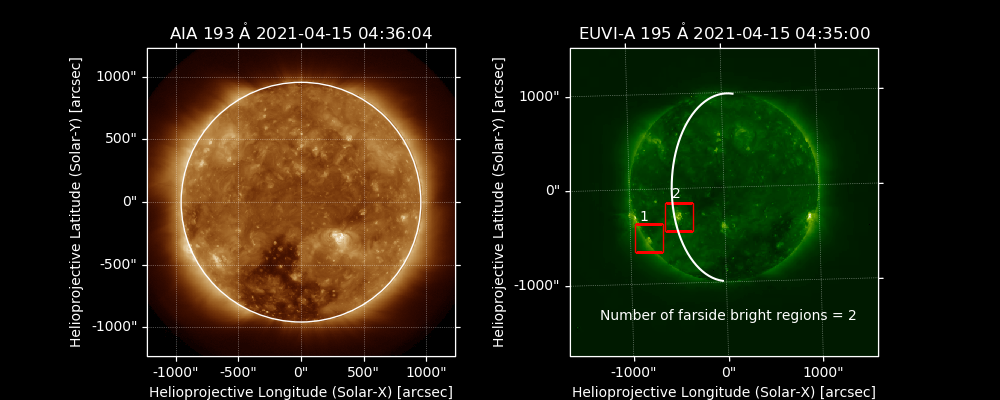 AIA 193 Å 2021-04-15 04:36:04
Helioprojective Latitude (Solar-Y) [arcsec]
1000"
500"
0"
-500"
-1000"
-1000"  -500"  0"  500"  1000"
Helioprojective Longitude (Solar-X) [arcsec]
EUVI-A 195 Å 2021-04-15 04:35:00
Helioprojective Latitude (Solar-Y) [arcsec]
1000"
0"
-1000"
2
1
Number of farside bright regions = 2
-1000"  0"  1000"
Helioprojective Longitude (Solar-X) [arcsec]